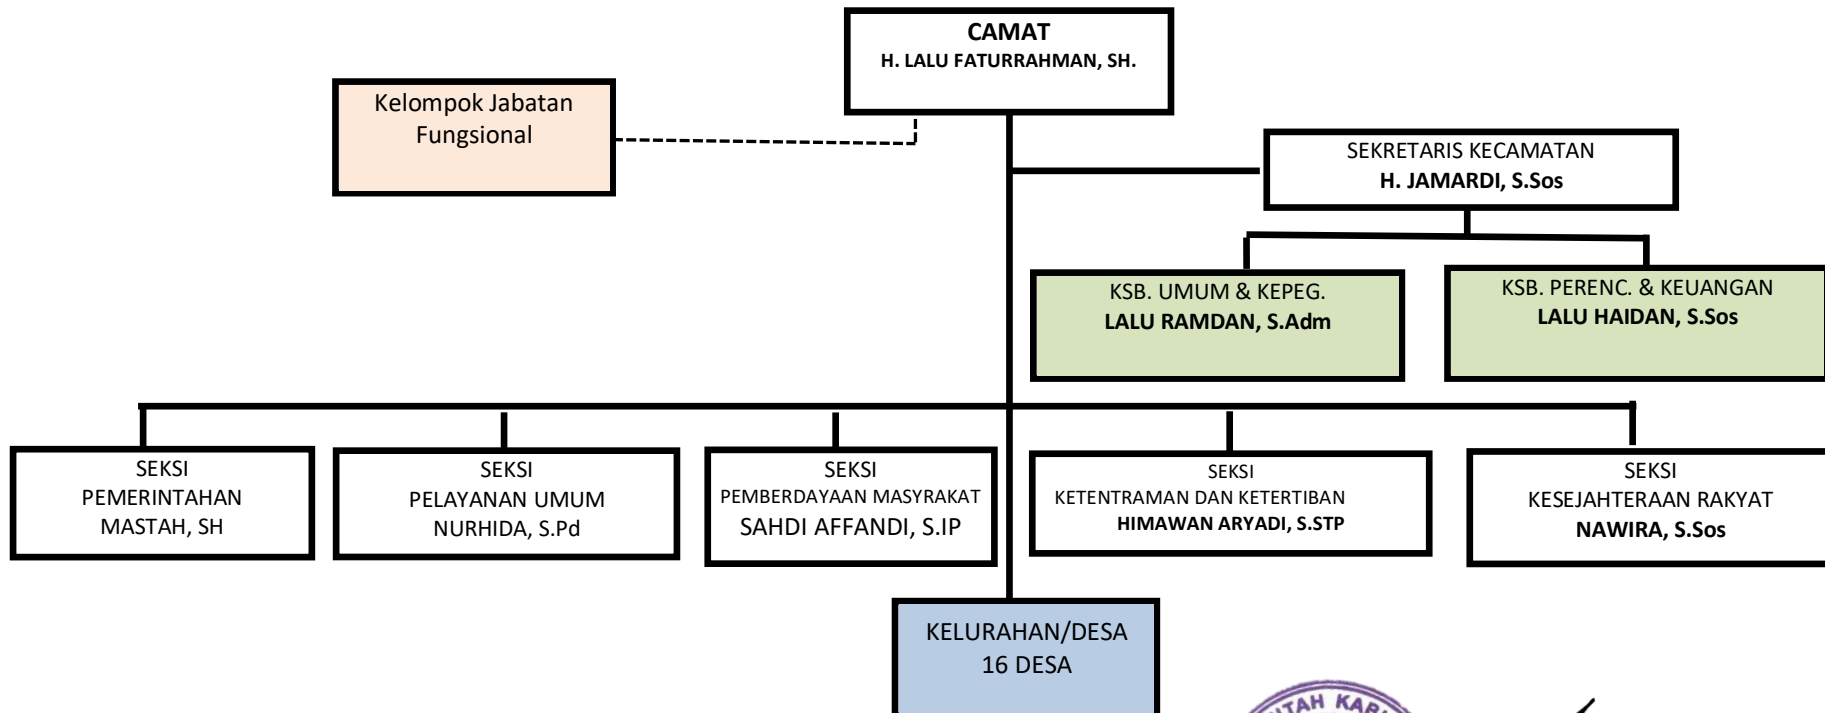 CAMAT
H. LALU FATURRAHMAN, SH.
Kelompok Jabatan
Fungsional
SEKRETARIS KECAMATAN
H. JAMARDI, S.Sos
KSB. UMUM & KEPEG.
LALU RAMDAN, S.Adm
KSB. PERENC. & KEUANGAN
LALU HAIDAN, S.Sos
SEKSI
PEMERINTAHAN
MASTAH, SH
SEKSI
PELAYANAN UMUM
NURHIDA, S.Pd
SEKSI
PEMBERDAYAAN MASYRAKAT
SAHDI AFFANDI, S.IP
SEKSI
KETENTRAMAN DAN KETERTIBAN
HIMAWAN ARYADI, S.STP
SEKSI
KESEJAHTERAAN RAKYAT
NAWIRA, S.Sos
KELURAHAN/DESA
16 DESA